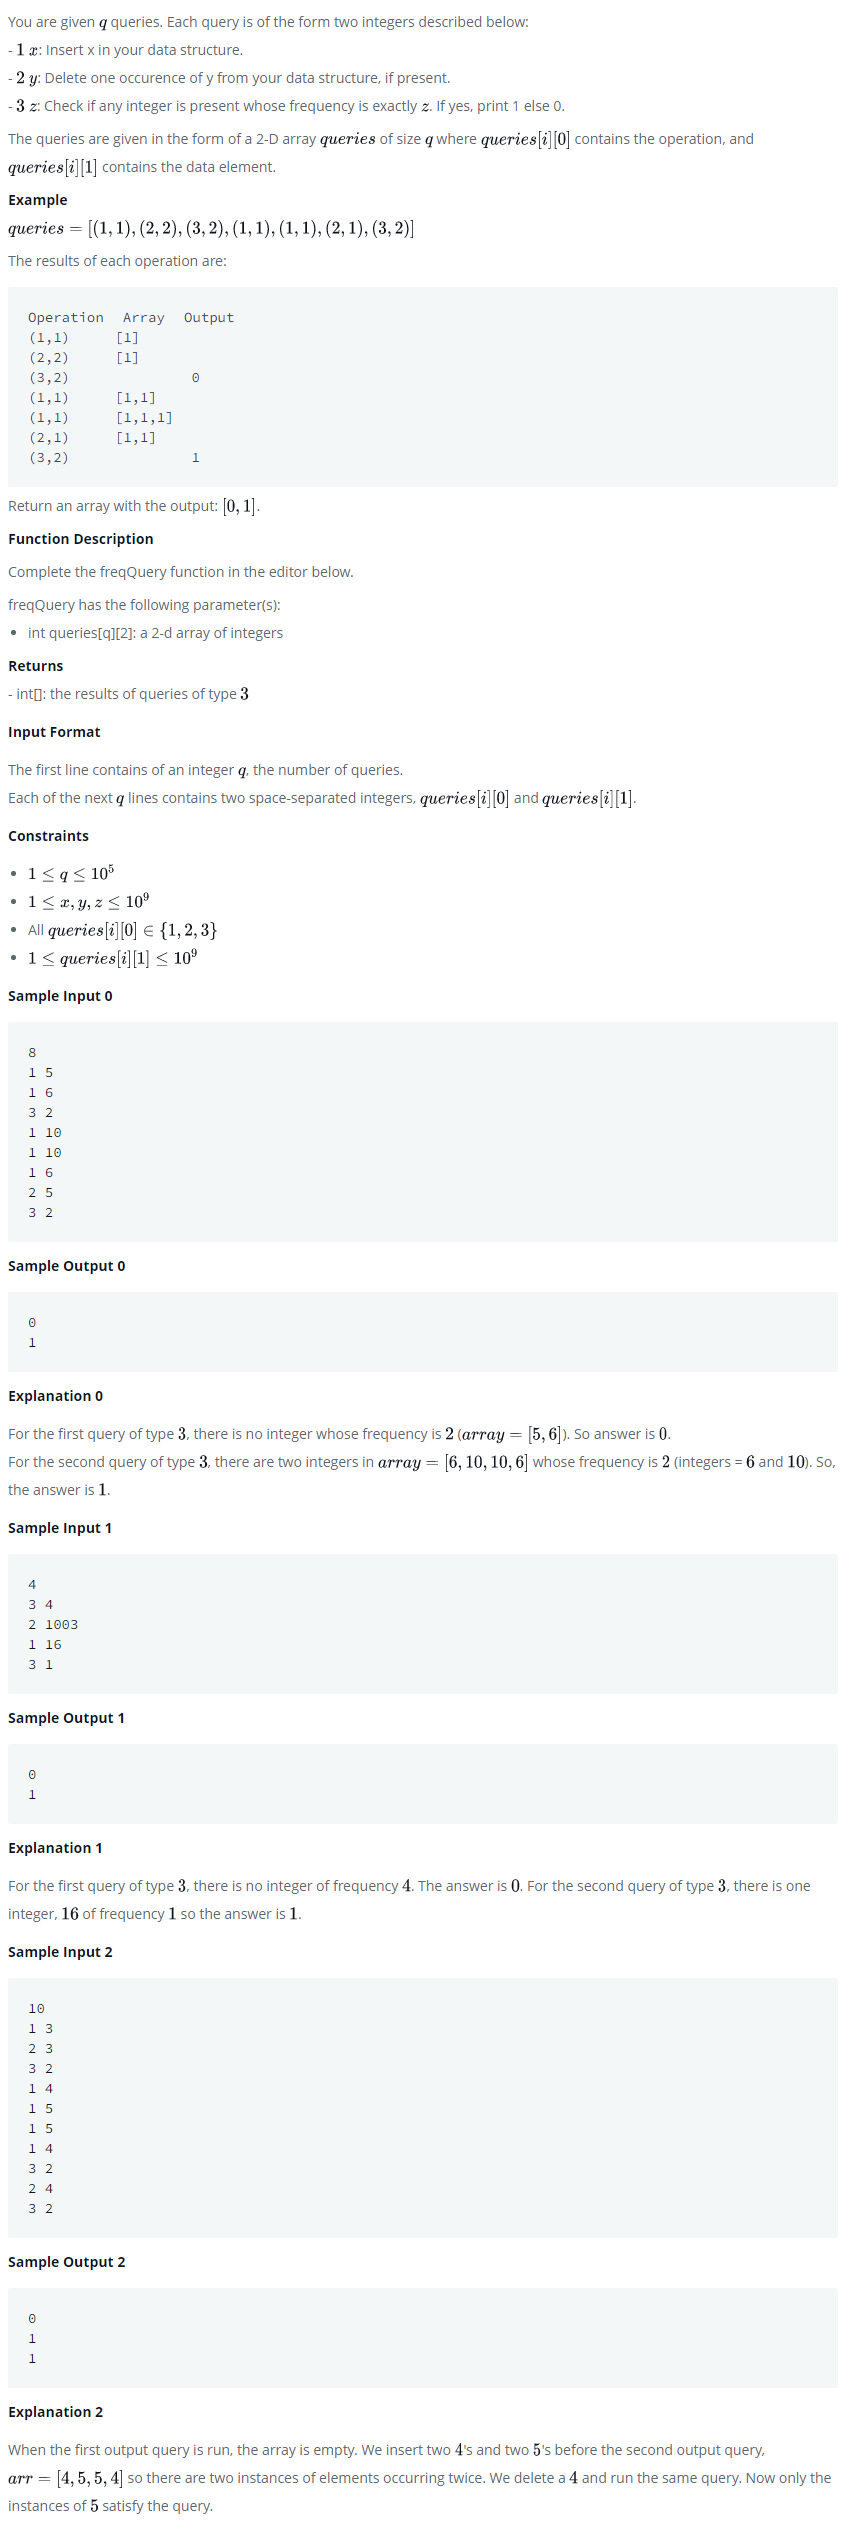 You are given q queries. Each query is of the form two integers described below:
- 1 x: Insert x in your data structure.
- 2 y: Delete one occurence of y from your data structure, if present.
- 3 z: Check if any integer is present whose frequency is exactly z. If yes, print 1 else 0.
The queries are given in the form of a 2-D array queries of size q where queries[i][0] contains the operation, and
queries[i][1] contains the data element.
Example
queries = [(1, 1), (2, 2), (3, 2), (1, 1), (1, 1), (2, 1), (3, 2)]
The results of each operation are:
Operation Array Output
(1,1) [1]
(2,2) [1]
(3,2) 0
(1,1) [1,1]
(1,1) [1,1,1]
(2,1) [1,1]
(3,2) 1
Return an array with the output: [0, 1].
Function Description
Complete the freqQuery function in the editor below.
freqQuery has the following parameter(s):
• int queries[q][2]: a 2-d array of integers
Returns
- int[]: the results of queries of type 3
Input Format
The first line contains of an integer q, the number of queries.
Each of the next q lines contains two space-separated integers, queries[i][0] and queries[i][1].
Constraints
• 1 ≤ q ≤ 10⁵
• 1 ≤ x, y, z ≤ 10⁹
• All queries[i][0] ∈ {1, 2, 3}
• 1 ≤ queries[i][1] ≤ 10⁹
Sample Input 0
8
1 5
1 6
3 2
1 10
1 10
1 6
2 5
3 2
Sample Output 0
0
1
Explanation 0
For the first query of type 3, there is no integer whose frequency is 2 (array = [5, 6]). So answer is 0.
For the second query of type 3, there are two integers in array = [6, 10, 10, 6] whose frequency is 2 (integers = 6 and 10). So,
the answer is 1.
Sample Input 1
4
3 4
2 1003
1 16
3 1
Sample Output 1
0
1
Explanation 1
For the first query of type 3, there is no integer of frequency 4. The answer is 0. For the second query of type 3, there is one
integer, 16 of frequency 1 so the answer is 1.
Sample Input 2
10
1 3
2 3
3 2
1 4
1 5
1 5
1 4
3 2
2 4
3 2
Sample Output 2
0
1
1
Explanation 2
When the first output query is run, the array is empty. We insert two 4's and two 5's before the second output query,
arr = [4, 5, 5, 4] so there are two instances of elements occurring twice. We delete a 4 and run the same query. Now only the
instances of 5 satisfy the query.